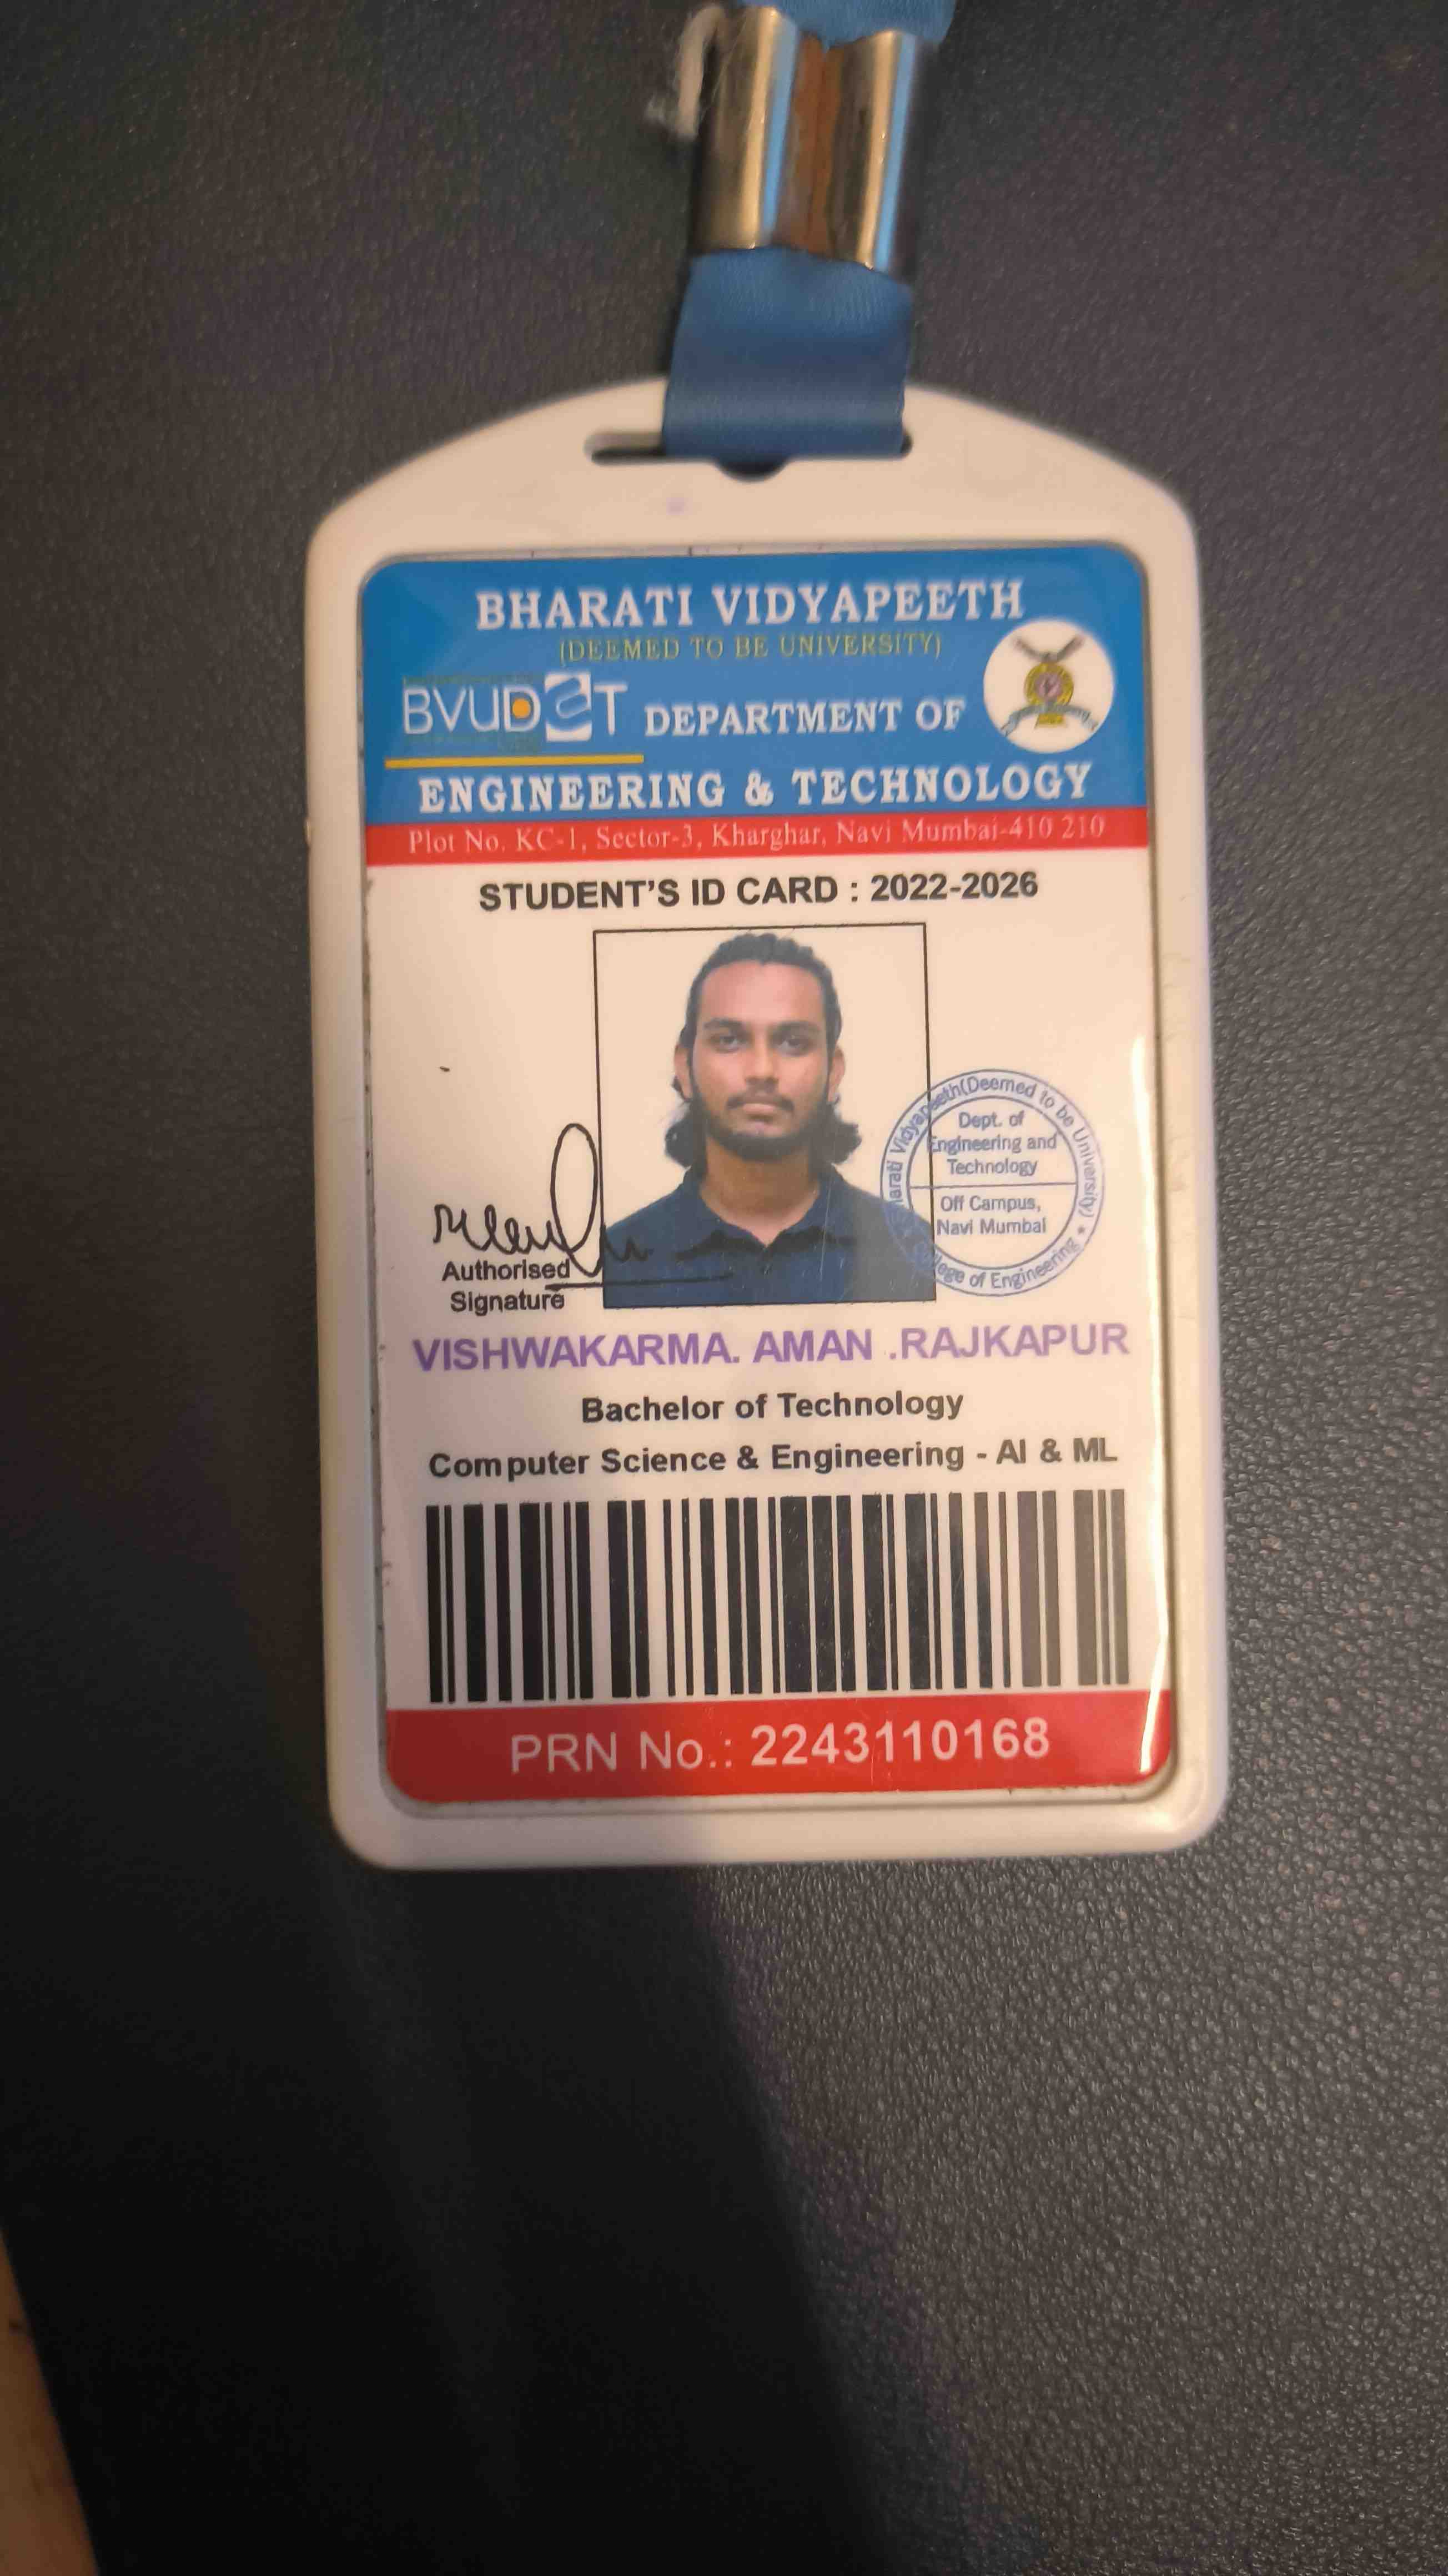 BHARATI VIDYAPEETH
(DEEMED TO BE UNIVERSITY)
BVUDET DEPARTMENT OF
ENGINEERING & TECHNOLOGY
Plot No. KC-1, Sector-3, Kharghar, Navi Mumbai-410 210
STUDENT'S ID CARD : 2022-2026
Vidyapeeth(Deemed to be University) ★
Dept. of
Engineering and
Technology
Off Campus,
Navi Mumbai
of Engineering
Authorised
Signature
VISHWAKARMA. AMAN .RAJKAPUR
Bachelor of Technology
Computer Science & Engineering - AI & ML
PRN No.: 2243110168